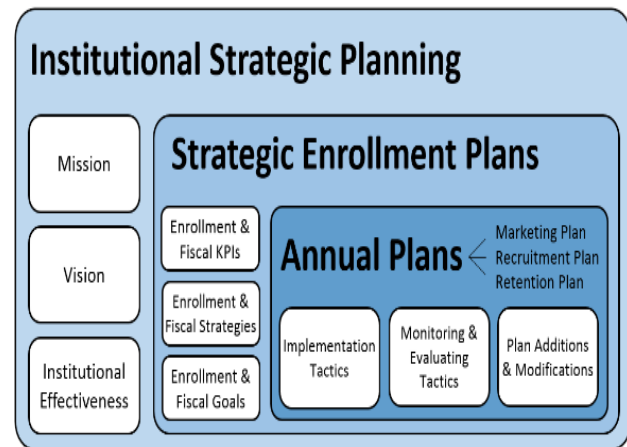 Institutional Strategic Planning
Mission
Vision
Institutional
Effectiveness
Strategic Enrollment Plans
Enrollment &
Fiscal KPIs
Enrollment &
Fiscal Strategies
Enrollment &
Fiscal Goals
Annual Plans
Marketing Plan
Recruitment Plan
Retention Plan
Implementation
Tactics
Monitoring &
Evaluating
Tactics
Plan Additions
& Modifications